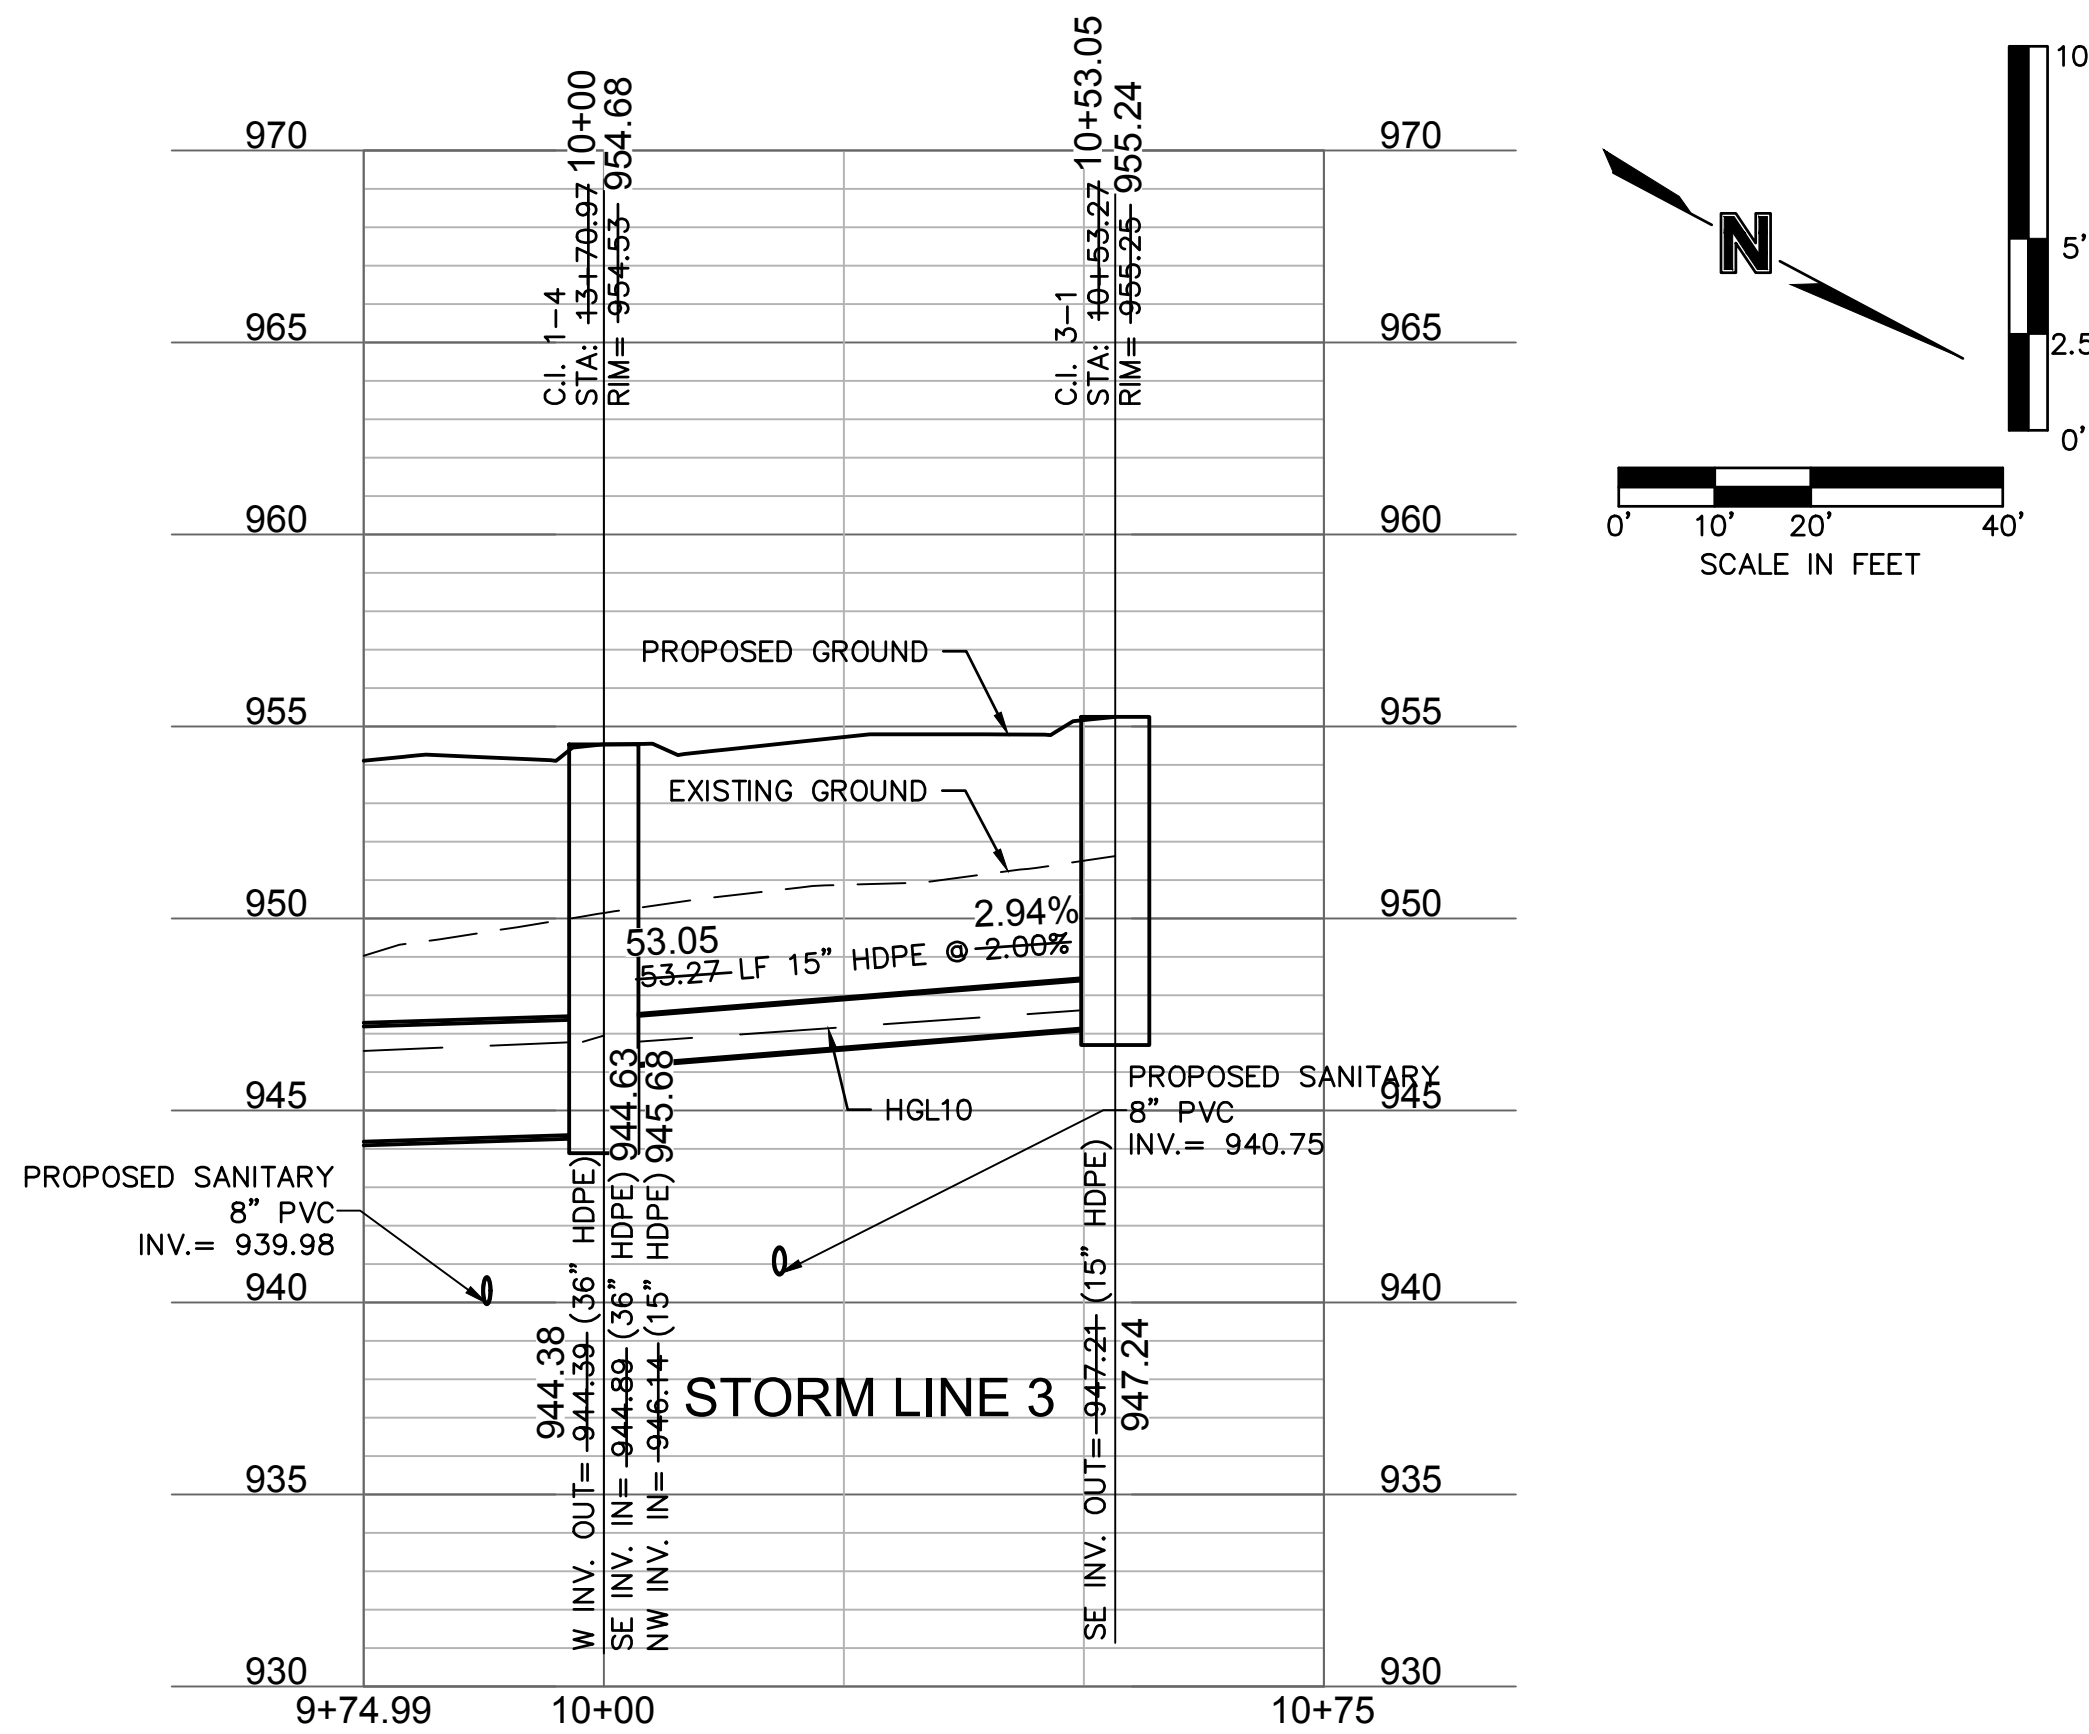 C.I. 1-4
STA: 13+70.97 10+00
RIM= 954.53 954.68
C.I. 3-1
STA: 10+53.27 10+53.05
RIM= 955.25 955.24
10
5'
2.5
0'
N
0' 10' 20' 40'
SCALE IN FEET
970 970
965 965
960 960
955 955
950 950
945 945
940 940
935 935
930 930
PROPOSED GROUND
EXISTING GROUND
2.94%
53.05
53.27 LF 15" HDPE @ 2.00%
HGL10
PROPOSED SANITARY
8" PVC
INV.= 940.75
PROPOSED SANITARY
8" PVC
INV.= 939.98
944.38
W INV. OUT= 944.39 (36" HDPE)
SE INV. IN= 944.89 (36" HDPE) 944.63
NW INV. IN= 946.14 (15" HDPE) 945.68
STORM LINE 3
SE INV. OUT= 947.21 (15" HDPE)
947.24
9+74.99 10+00 10+75